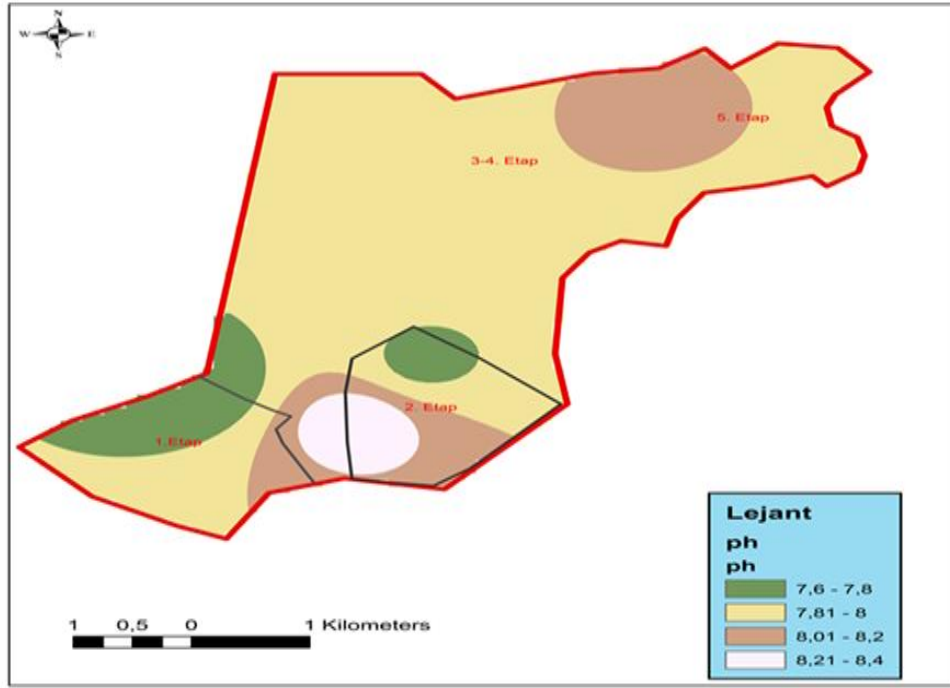 N
W E
S
5. Etap
3-4. Etap
2. Etap
1.Etap
Lejant
ph
ph
7,6 - 7,8
7,81 - 8
8,01 - 8,2
8,21 - 8,4
1 0,5 0 1 Kilometers